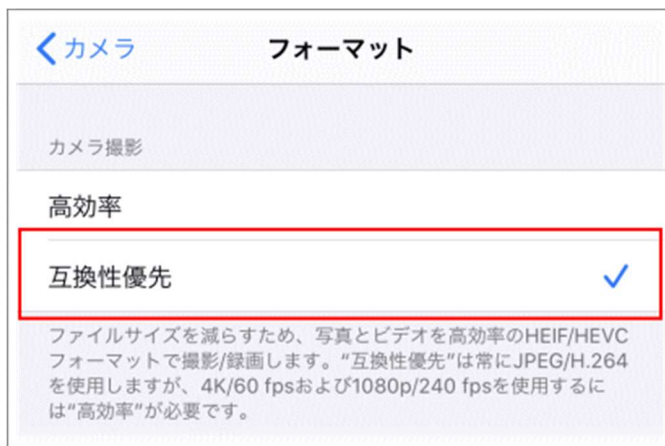 カメラ フォーマット
カメラ撮影
高効率
互換性優先
ファイルサイズを減らすため、写真とビデオを高効率のHEIF/HEVC
フォーマットで撮影/録画します。“互換性優先”は常にJPEG/H.264
を使用しますが、4K/60 fpsおよび1080p/240 fpsを使用するに
は“高効率”が必要です。